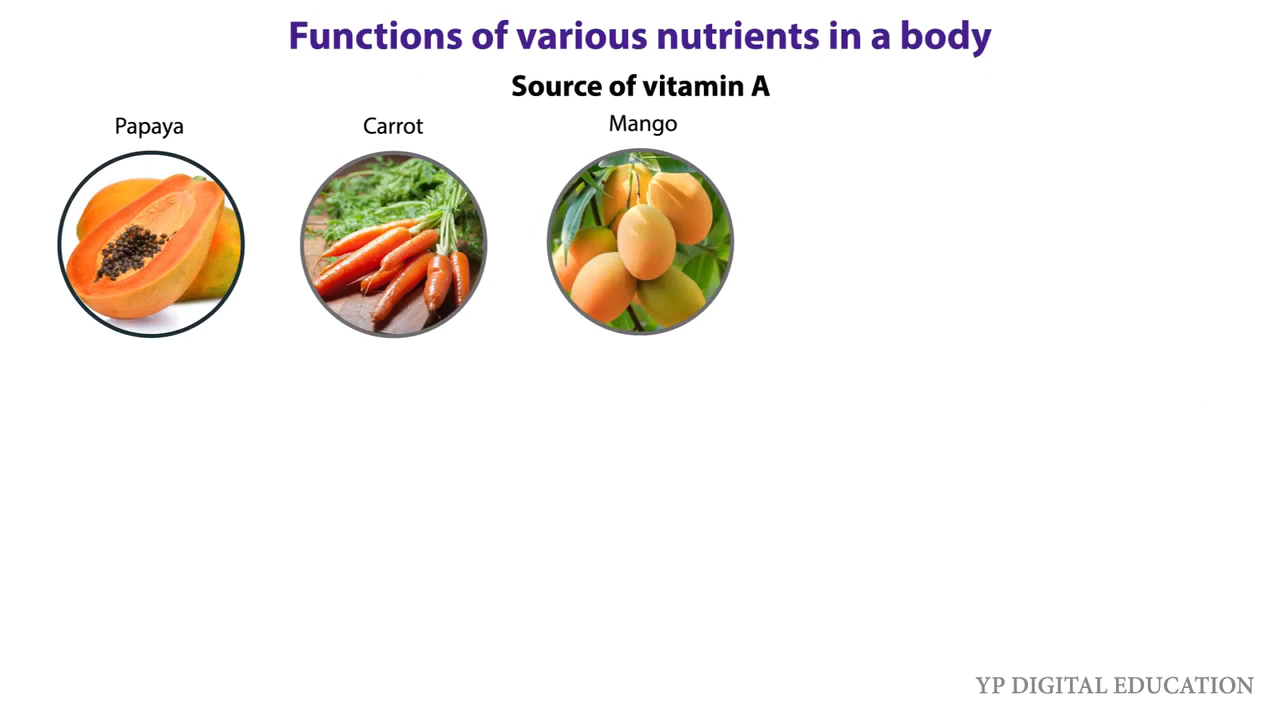 Functions of various nutrients in a body
Source of vitamin A
Papaya
Carrot
Mango
YP DIGITAL EDUCATION